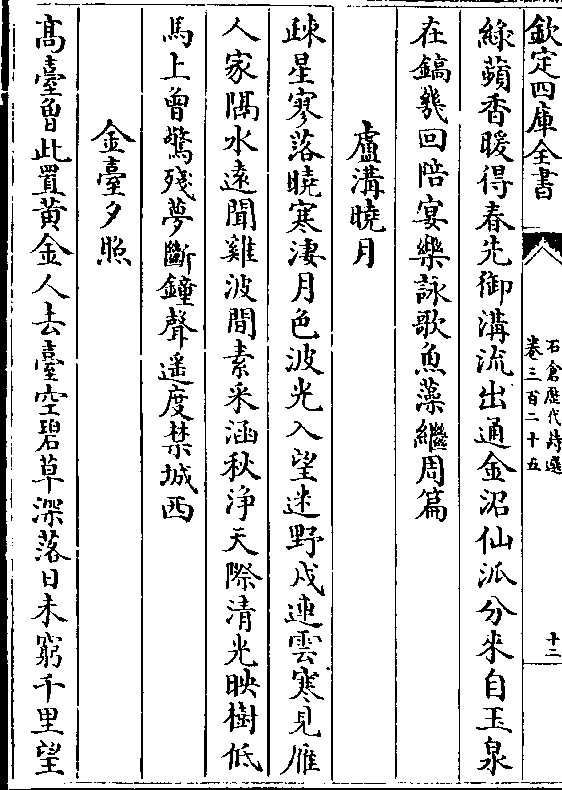 欽定四庫全書
石倉歷代詩選
卷三百二十五
十二
綠蘋香暖得春先御溝流出通金沼仙泒分來自玉泉
在鎬幾回陪宴樂詠歌魚藻繼周篇
盧溝曉月
疎星寥落曉寒淒月色波光入望迷野戍連雲寒見雁
人家隔水遠聞雞波間素采涵秋淨天際清光映樹低
馬上曾驚殘夢斷鐘聲遥度禁城西
金臺夕照
髙臺曾此置黄金人去臺空碧草深落日未窮千里望